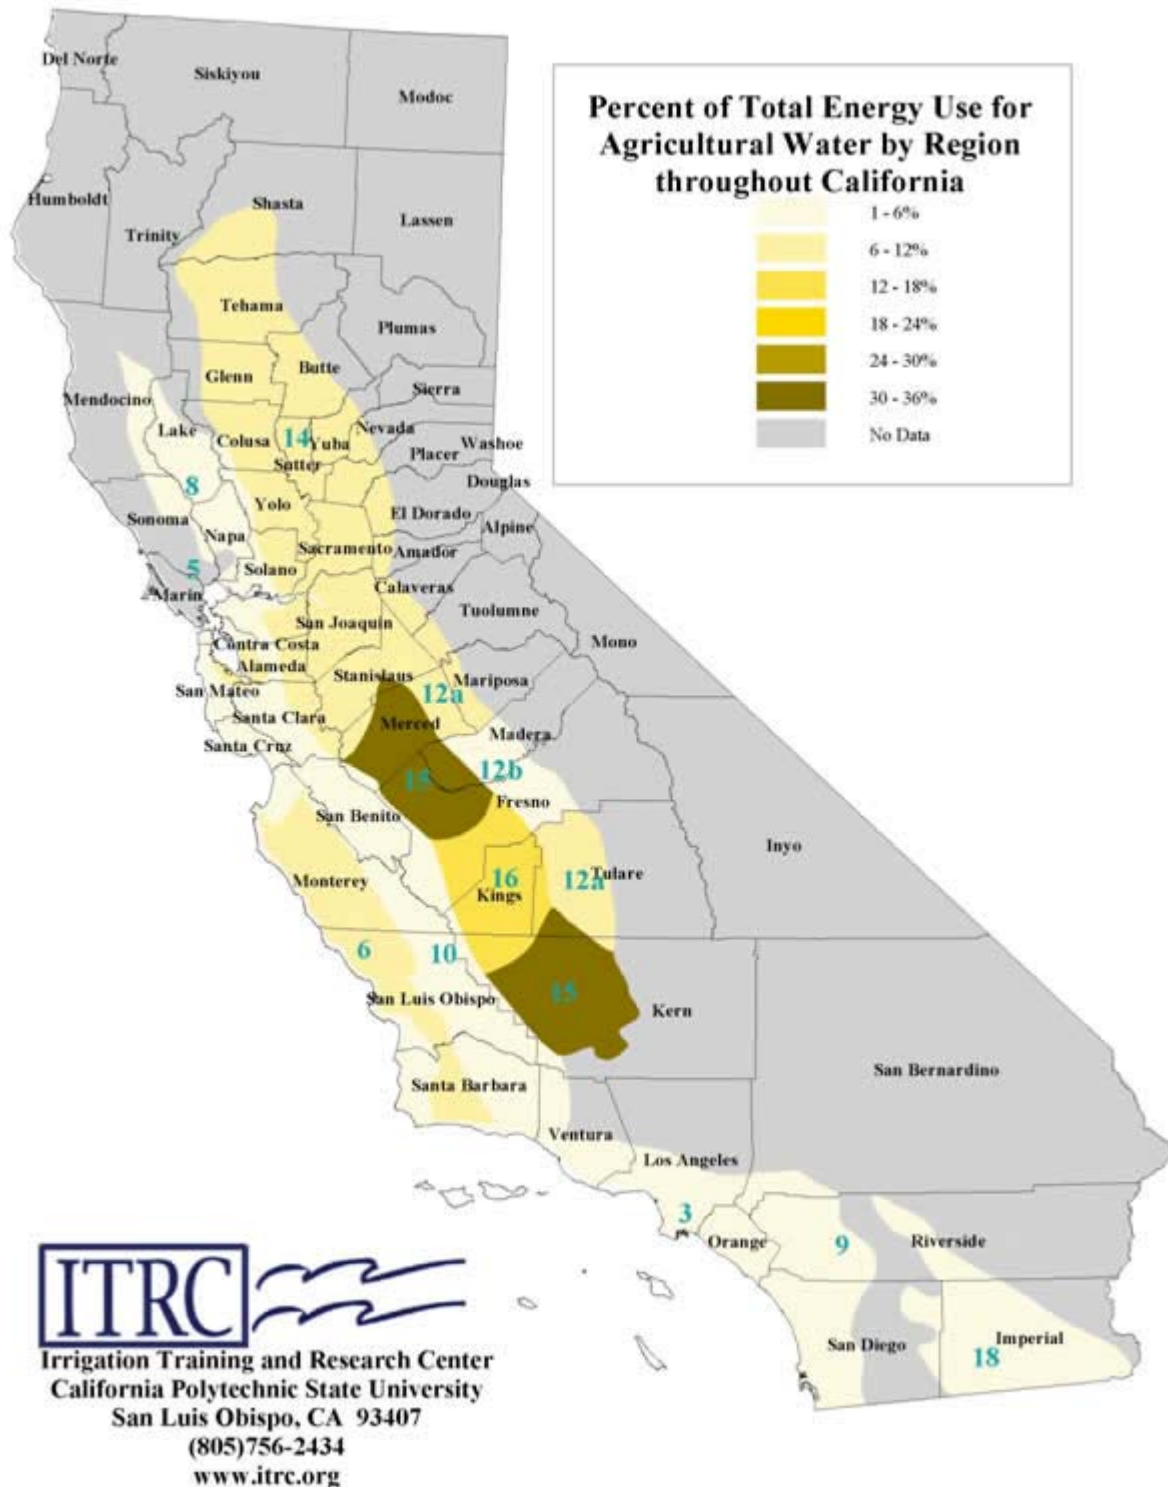 Percent of Total Energy Use for
Agricultural Water by Region
throughout California
1 - 6%
6 - 12%
12 - 18%
18 - 24%
24 - 30%
30 - 36%
No Data
Del Norte
Siskiyou
Modoc
Humboldt
Trinity
Shasta
Lassen
Tehama
Plumas
Glenn
Butte
Mendocino
Sierra
Lake
Colusa
14
Yuba
Nevada
Sutter
Placer
Washoe
8
Douglas
Yolo
Sonoma
Napa
El Dorado
Alpine
Sacramento
Amador
5
Solano
Marin
Calaveras
San Joaquin
Tuolumne
Contra Costa
Mono
Alameda
Stanislaus
Mariposa
San Mateo
12a
Santa Clara
Merced
Madera
Santa Cruz
15
12b
Fresno
San Benito
Monterey
16
Kings
12a
Tulare
Inyo
6
10
San Luis Obispo
15
Kern
San Bernardino
Santa Barbara
Ventura
Los Angeles
3
Orange
9
Riverside
San Diego
Imperial
18
ITRC
Irrigation Training and Research Center
California Polytechnic State University
San Luis Obispo, CA 93407
(805)756-2434
www.itrc.org